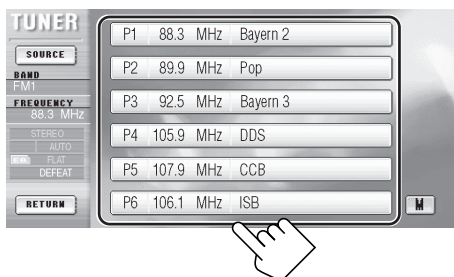 TUNER
SOURCE
BAND
FM1
FREQUENCY
88.3 MHz
STEREO
AUTO
EQ FLAT
DEFEAT
RETURN
P1 88.3 MHz Bayern 2
P2 89.9 MHz Pop
P3 92.5 MHz Bayern 3
P4 105.9 MHz DDS
P5 107.9 MHz CCB
P6 106.1 MHz ISB
M